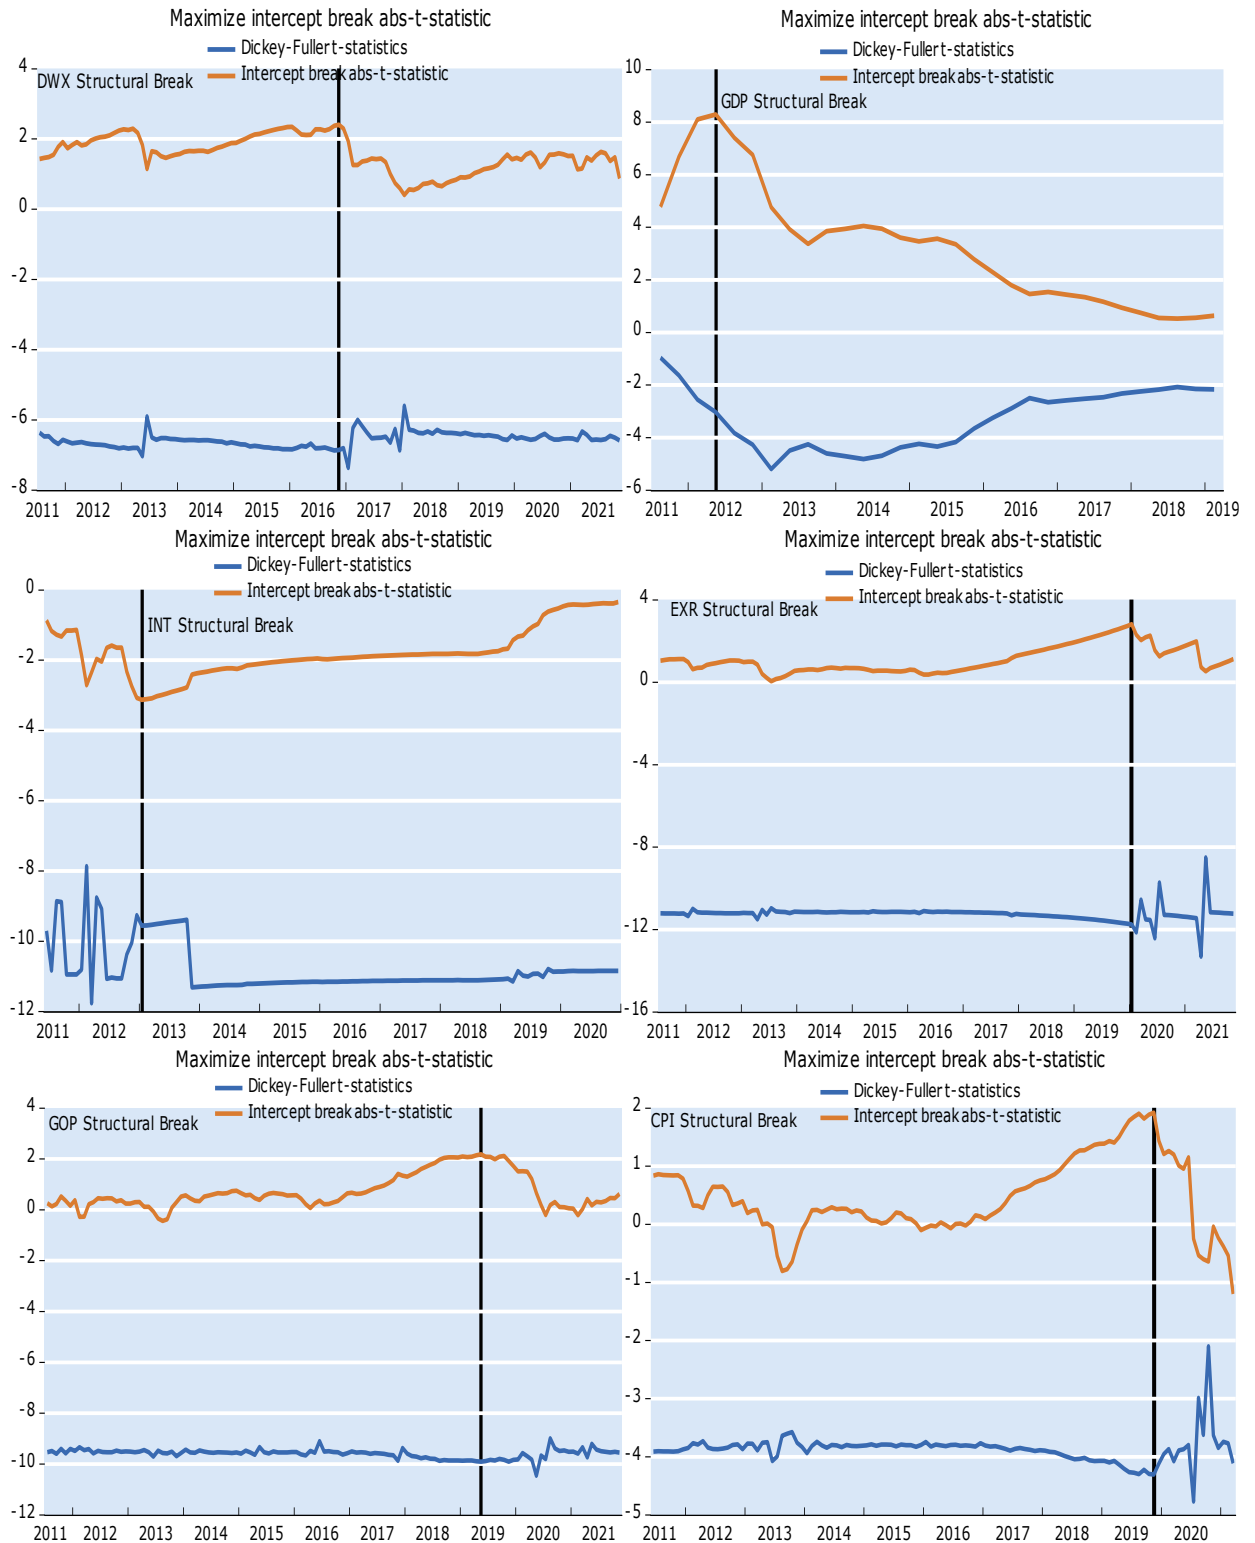 Maximize intercept break abs-t-statistic
Dickey-Fullert-statistics
Intercept break abs-t-statistic
DWX Structural Break
4
2
0
-2
-4
-6
-8
2011 2012 2013 2014 2015 2016 2017 2018 2019 2020 2021
Maximize intercept break abs-t-statistic
Dickey-Fullert-statistics
Intercept break abs-t-statistic
GDP Structural Break
10
8
6
4
2
0
-2
-4
-6
2011 2012 2013 2014 2015 2016 2017 2018 2019
Maximize intercept break abs-t-statistic
Dickey-Fullert-statistics
Intercept break abs-t-statistic
INT Structural Break
0
-2
-4
-6
-8
-10
-12
2011 2012 2013 2014 2015 2016 2017 2018 2019 2020
Maximize intercept break abs-t-statistic
Dickey-Fullert-statistics
Intercept break abs-t-statistic
EXR Structural Break
4
0
-4
-8
-12
-16
2011 2012 2013 2014 2015 2016 2017 2018 2019 2020 2021
Maximize intercept break abs-t-statistic
Dickey-Fullert-statistics
Intercept break abs-t-statistic
GOP Structural Break
4
2
0
-2
-4
-6
-8
-10
-12
2011 2012 2013 2014 2015 2016 2017 2018 2019 2020 2021
Maximize intercept break abs-t-statistic
Dickey-Fullert-statistics
Intercept break abs-t-statistic
CPI Structural Break
2
1
0
-1
-2
-3
-4
-5
2011 2012 2013 2014 2015 2016 2017 2018 2019 2020